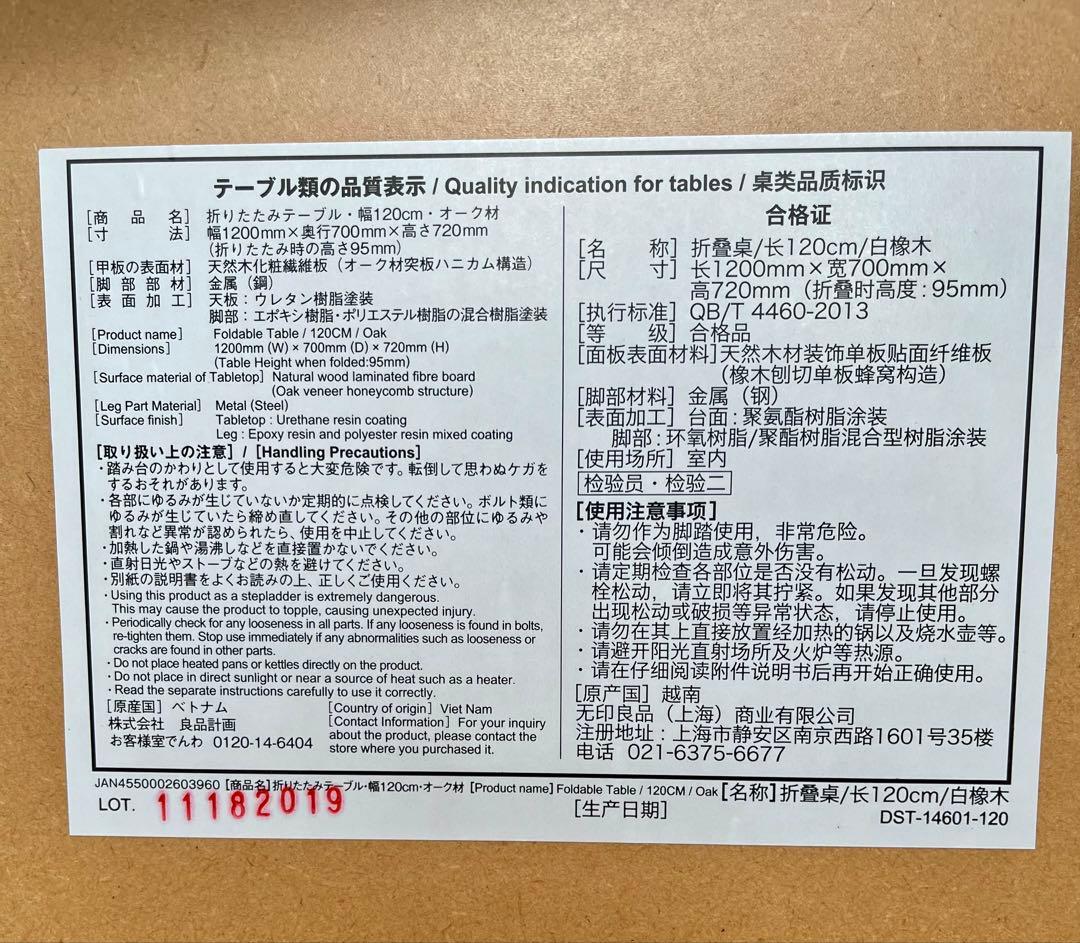 テーブル類の品質表示 / Quality indication for tables / 桌类品质标识
[商品名] 折りたたみテーブル・幅120cm・オーク材
[寸法] 幅1200mm×奥行700mm×高さ720mm
(折りたたみ時の高さ95mm)
[甲板の表面材] 天然木化粧繊維板（オーク材突板ハニカム構造）
[脚部部材] 金属（鋼）
[表面加工] 天板：ウレタン樹脂塗装
脚部：エポキシ樹脂・ポリエステル樹脂の混合樹脂塗装
[Product name] Foldable Table / 120CM / Oak
[Dimensions] 1200mm (W) × 700mm (D) × 720mm (H)
(Table Height when folded:95mm)
[Surface material of Tabletop] Natural wood laminated fibre board
(Oak veneer honeycomb structure)
[Leg Part Material] Metal (Steel)
[Surface finish] Tabletop : Urethane resin coating
Leg : Epoxy resin and polyester resin mixed coating
[取り扱い上の注意] / [Handling Precautions]
・踏み台のかわりとして使用すると大変危険です。転倒して思わぬケガを
するおそれがあります。
・各部にゆるみが生じていないか定期的に点検してください。ボルト類に
ゆるみが生じていたら締め直してください。その他の部位にゆるみや
割れなど異常が認められたら、使用を中止してください。
・加熱した鍋や湯沸しなどを直接置かないでください。
・直射日光やストーブなどの熱を避けてください。
・別紙の説明書をよくお読みの上、正しくご使用ください。
・Using this product as a stepladder is extremely dangerous.
This may cause the product to topple, causing unexpected injury.
・Periodically check for any looseness in all parts. If any looseness is found in bolts,
re-tighten them. Stop use immediately if any abnormalities such as looseness or
cracks are found in other parts.
・Do not place heated pans or kettles directly on the product.
・Do not place in direct sunlight or near a source of heat such as a heater.
・Read the separate instructions carefully to use it correctly.
[原産国] ベトナム
株式会社 良品計画
お客様室でんわ 0120-14-6404
[Country of origin] Viet Nam
[Contact Information] For your inquiry
about the product, please contact the
store where you purchased it.
合格证
[名称] 折叠桌/长120cm/白橡木
[尺寸] 长1200mm×宽700mm×
高720mm（折叠时高度：95mm）
[执行标准] QB/T 4460-2013
[等级] 合格品
[面板表面材料] 天然木材装饰单板贴面纤维板
（橡木刨切单板蜂窝构造）
[脚部材料] 金属（钢）
[表面加工] 台面：聚氨酯树脂涂装
脚部：环氧树脂/聚酯树脂混合型树脂涂装
[使用场所] 室内
检验员・检验二
[使用注意事项]
・请勿作为脚踏使用，非常危险。
可能会倾倒造成意外伤害。
・请定期检查各部位是否没有松动。一旦发现螺
栓松动，请立即将其拧紧。如果发现其他部分
出现松动或破损等异常状态，请停止使用。
・请勿在其上直接放置经加热的锅以及烧水壶等。
・请避开阳光直射场所及火炉等热源。
・请在仔细阅读附件说明书后再开始正确使用。
[原产国] 越南
无印良品（上海）商业有限公司
注册地址：上海市静安区南京西路1601号35楼
电话 021-6375-6677
JAN4550002603960 [商品名]折りたたみテーブル・幅120cm・オーク材 [Product name] Foldable Table / 120CM / Oak [名称]折叠桌/长120cm/白橡木
LOT. 11182019 [生产日期]
DST-14601-120